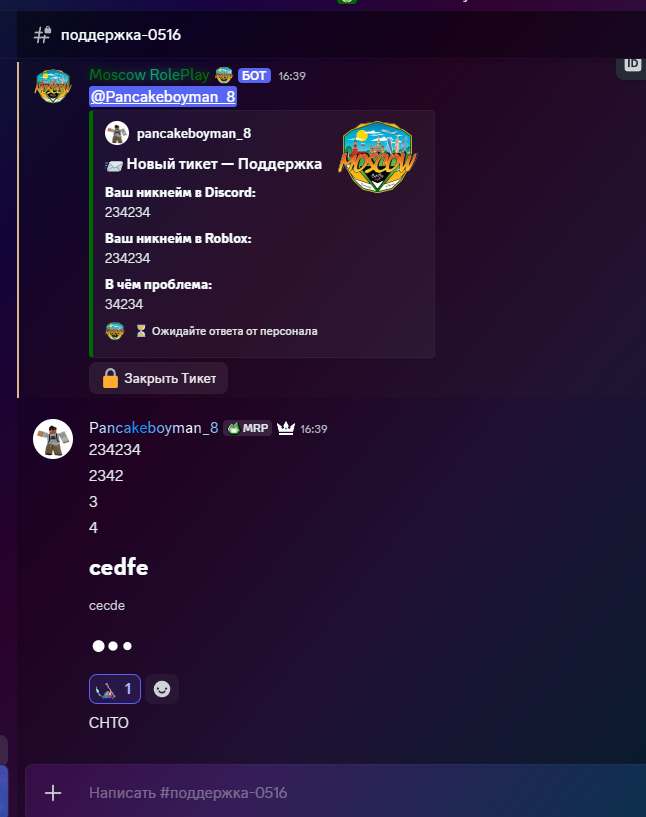 поддержка-0516
Moscow RolePlay БОТ 16:39
@Pancakeboyman_8
pancakeboyman_8
Новый тикет — Поддержка
MOSCOW
Ваш никнейм в Discord:
234234
Ваш никнейм в Roblox:
234234
В чём проблема:
34234
Ожидайте ответа от персонала
Закрыть Тикет
Pancakeboyman_8 MRP 16:39
234234
2342
3
4
cedfe
cecde
1
СНТО
Написать #поддержка-0516